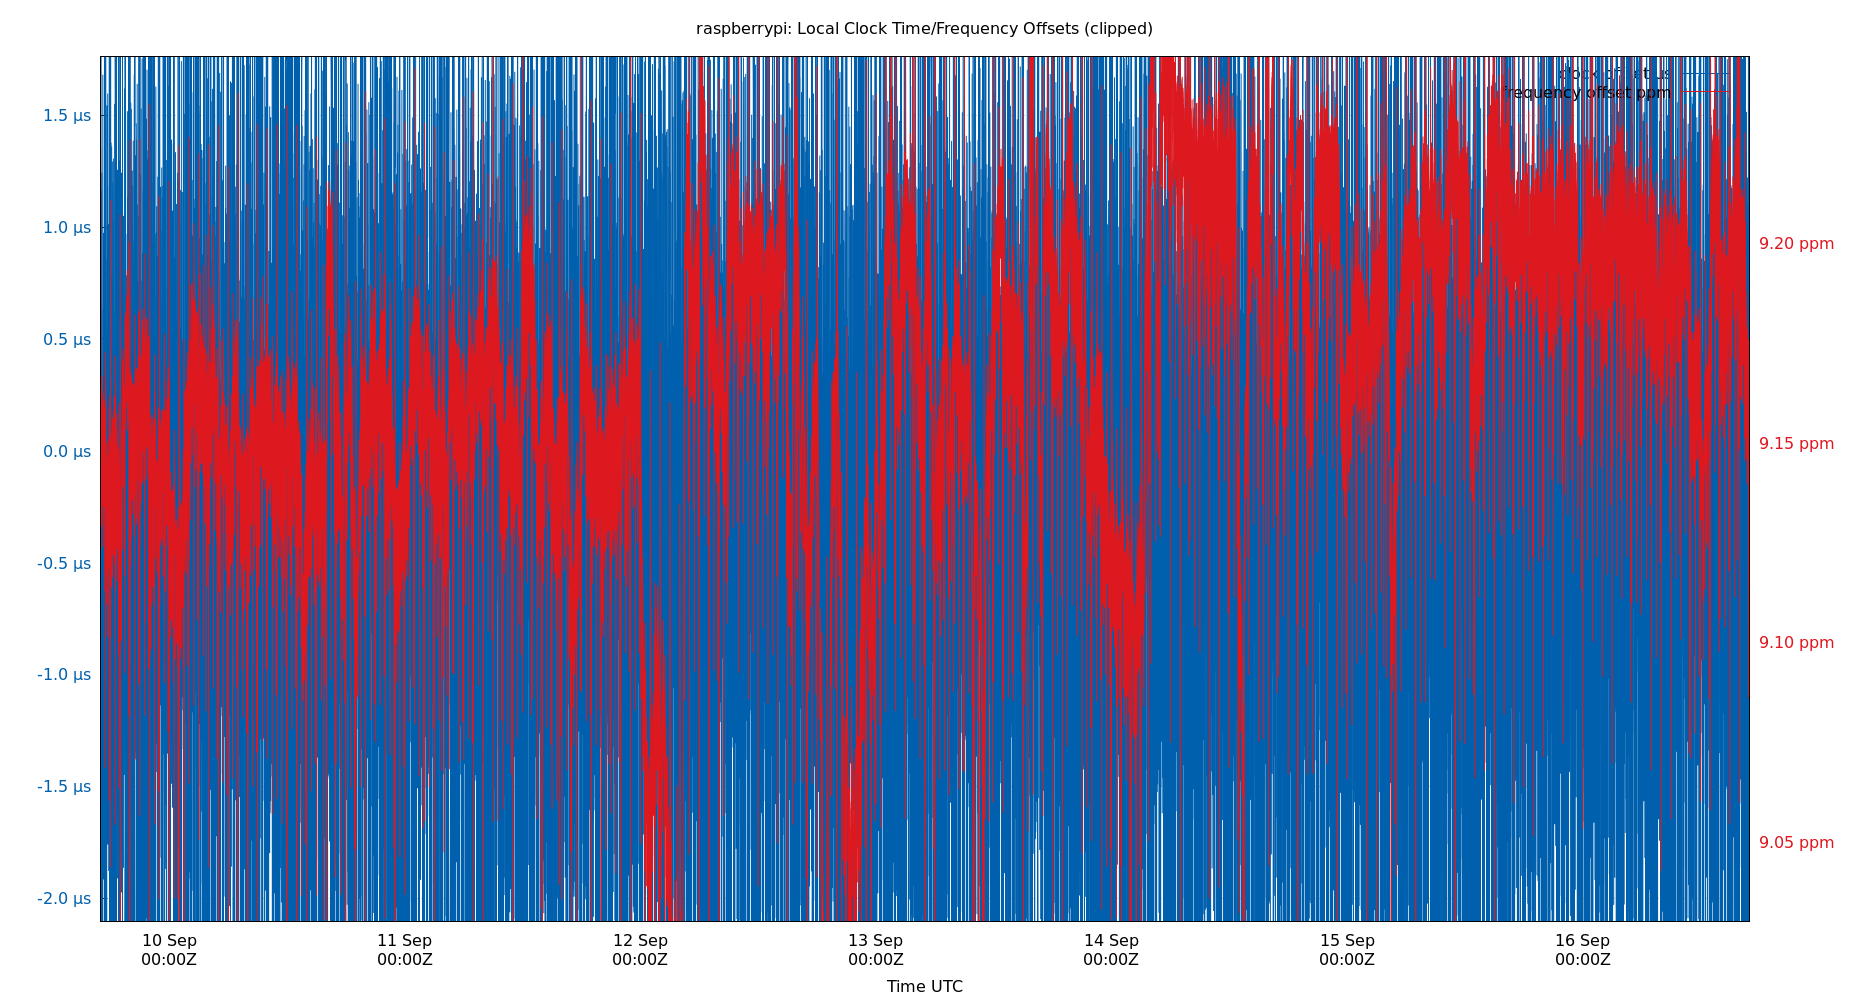 raspberrypi: Local Clock Time/Frequency Offsets (clipped)
clock offset us
frequency offset ppm
1.5 µs
1.0 µs
0.5 µs
0.0 µs
-0.5 µs
-1.0 µs
-1.5 µs
-2.0 µs
9.20 ppm
9.15 ppm
9.10 ppm
9.05 ppm
10 Sep
00:00Z
11 Sep
00:00Z
12 Sep
00:00Z
13 Sep
00:00Z
14 Sep
00:00Z
15 Sep
00:00Z
16 Sep
00:00Z
Time UTC